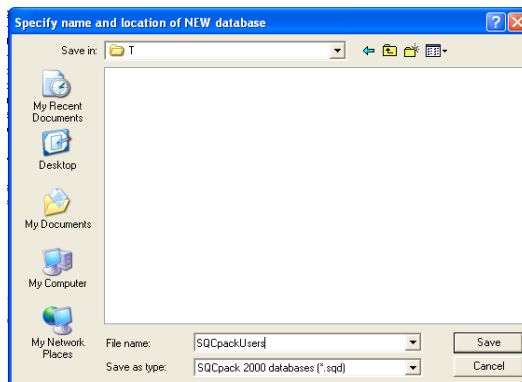 Specify name and location of NEW database
Save in:
T
My Recent
Documents
Desktop
My Documents
My Computer
My Network
Places
File name:
SQCpackUsers
Save
Save as type:
SQCpack 2000 databases (*.sqd)
Cancel